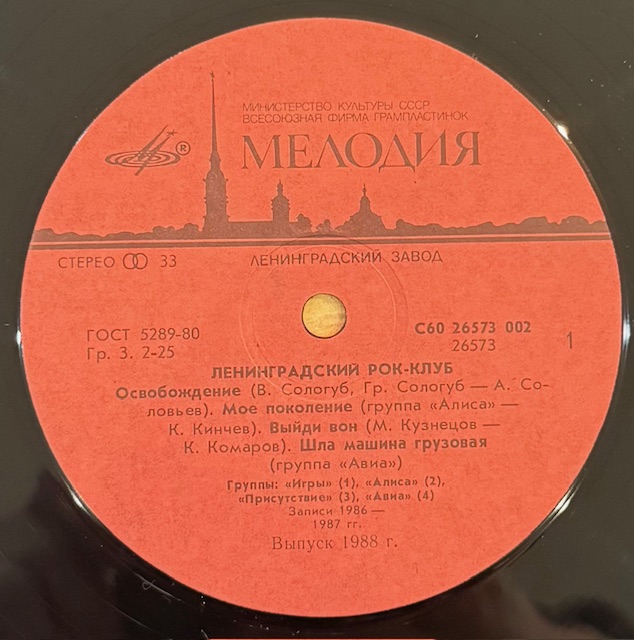 МИНИСТЕРСТВО КУЛЬТУРЫ СССР
ВСЕСОЮЗНАЯ ФИРМА ГРАМПЛАСТИНОК
МЕЛОДИЯ
®
СТЕРЕО 33
ЛЕНИНГРАДСКИЙ ЗАВОД
ГОСТ 5289-80
Гр. 3. 2-25
С60 26573 002
26573
1
ЛЕНИНГРАДСКИЙ РОК-КЛУБ
Освобождение (В. Сологуб, Гр. Сологуб — А. Со-
ловьев). Мое поколение (группа «Алиса» —
К. Кинчев). Выйди вон (М. Кузнецов —
К. Комаров). Шла машина грузовая
(группа «Авиа»)
Группы: «Игры» (1), «Алиса» (2),
«Присутствие» (3), «Авиа» (4)
Записи 1986 —
1987 гг.
Выпуск 1988 г.